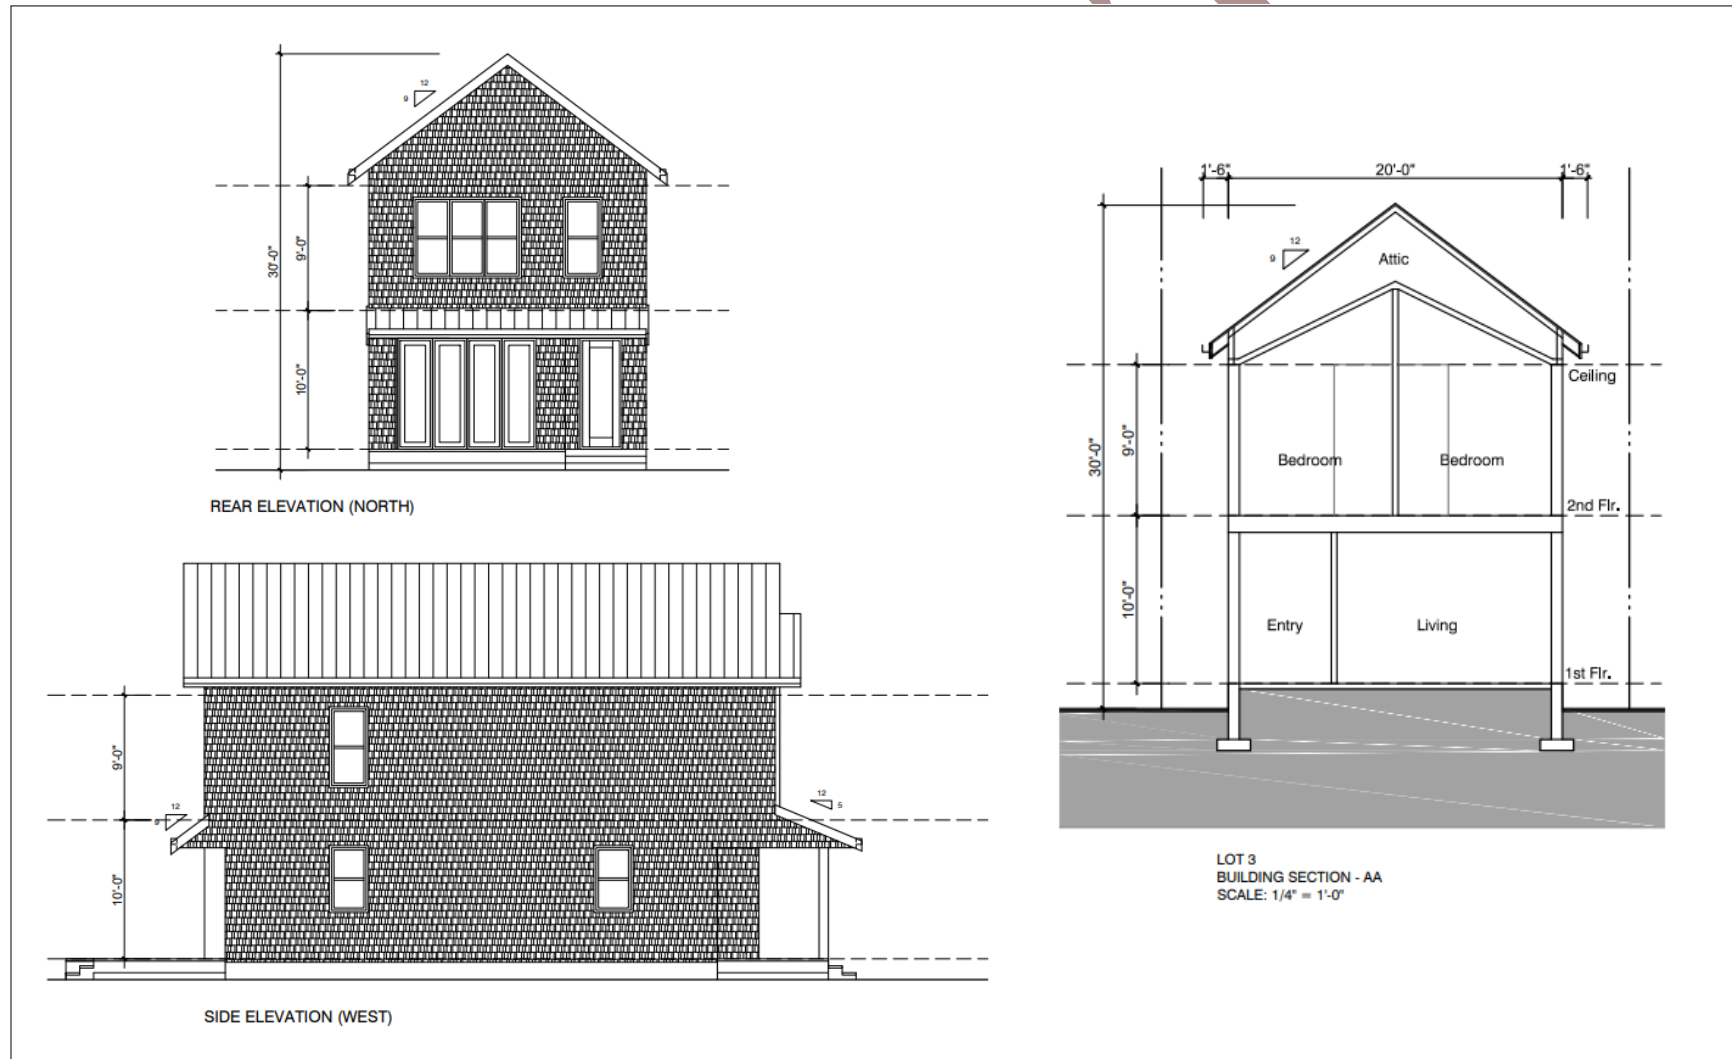 12
9
30'-0"
9'-0"
10'-0"
REAR ELEVATION (NORTH)
9'-0"
10'-0"
12
9
12
5
SIDE ELEVATION (WEST)
1'-6"
20'-0"
1'-6"
12
9
Attic
30'-0"
9'-0"
10'-0"
Ceiling
Bedroom
Bedroom
2nd Flr.
Entry
Living
1st Flr.
LOT 3
BUILDING SECTION - AA
SCALE: 1/4" = 1'-0"